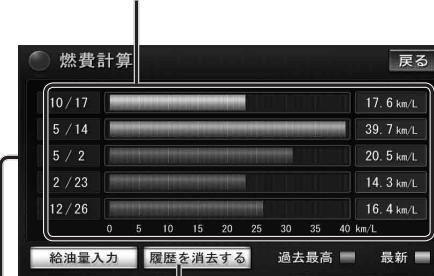 燃費計算
戻る
10/17 17.6 km/L
5/14 39.7 km/L
5/2 20.5 km/L
2/23 14.3 km/L
12/26 16.4 km/L
0 5 10 15 20 25 30 35 40 km/L
給油量入力 履歴を消去する 過去最高 最新